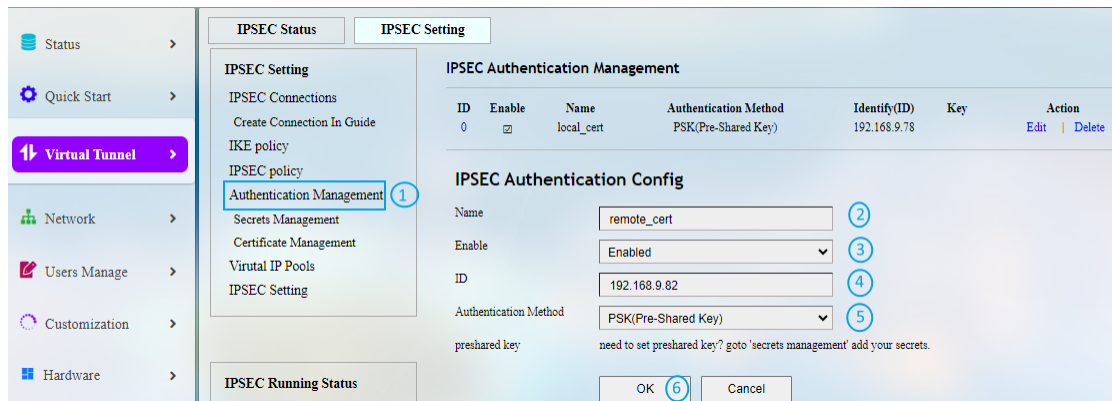 Status
Quick Start
Virtual Tunnel
Network
Users Manage
Customization
Hardware
IPSEC Status IPSEC Setting
IPSEC Setting
IPSEC Connections
Create Connection In Guide
IKE policy
IPSEC policy
Authentication Management 1
Secrets Management
Certificate Management
Virutal IP Pools
IPSEC Setting
IPSEC Running Status
IPSEC Authentication Management
ID Enable Name Authentication Method Identify(ID) Key Action
0 local_cert PSK(Pre-Shared Key) 192.168.9.78 Edit | Delete
IPSEC Authentication Config
Name remote_cert 2
Enable Enabled 3
ID 192.168.9.82 4
Authentication Method PSK(Pre-Shared Key) 5
preshared key need to set preshared key? goto 'secrets management' add your secrets.
OK 6 Cancel